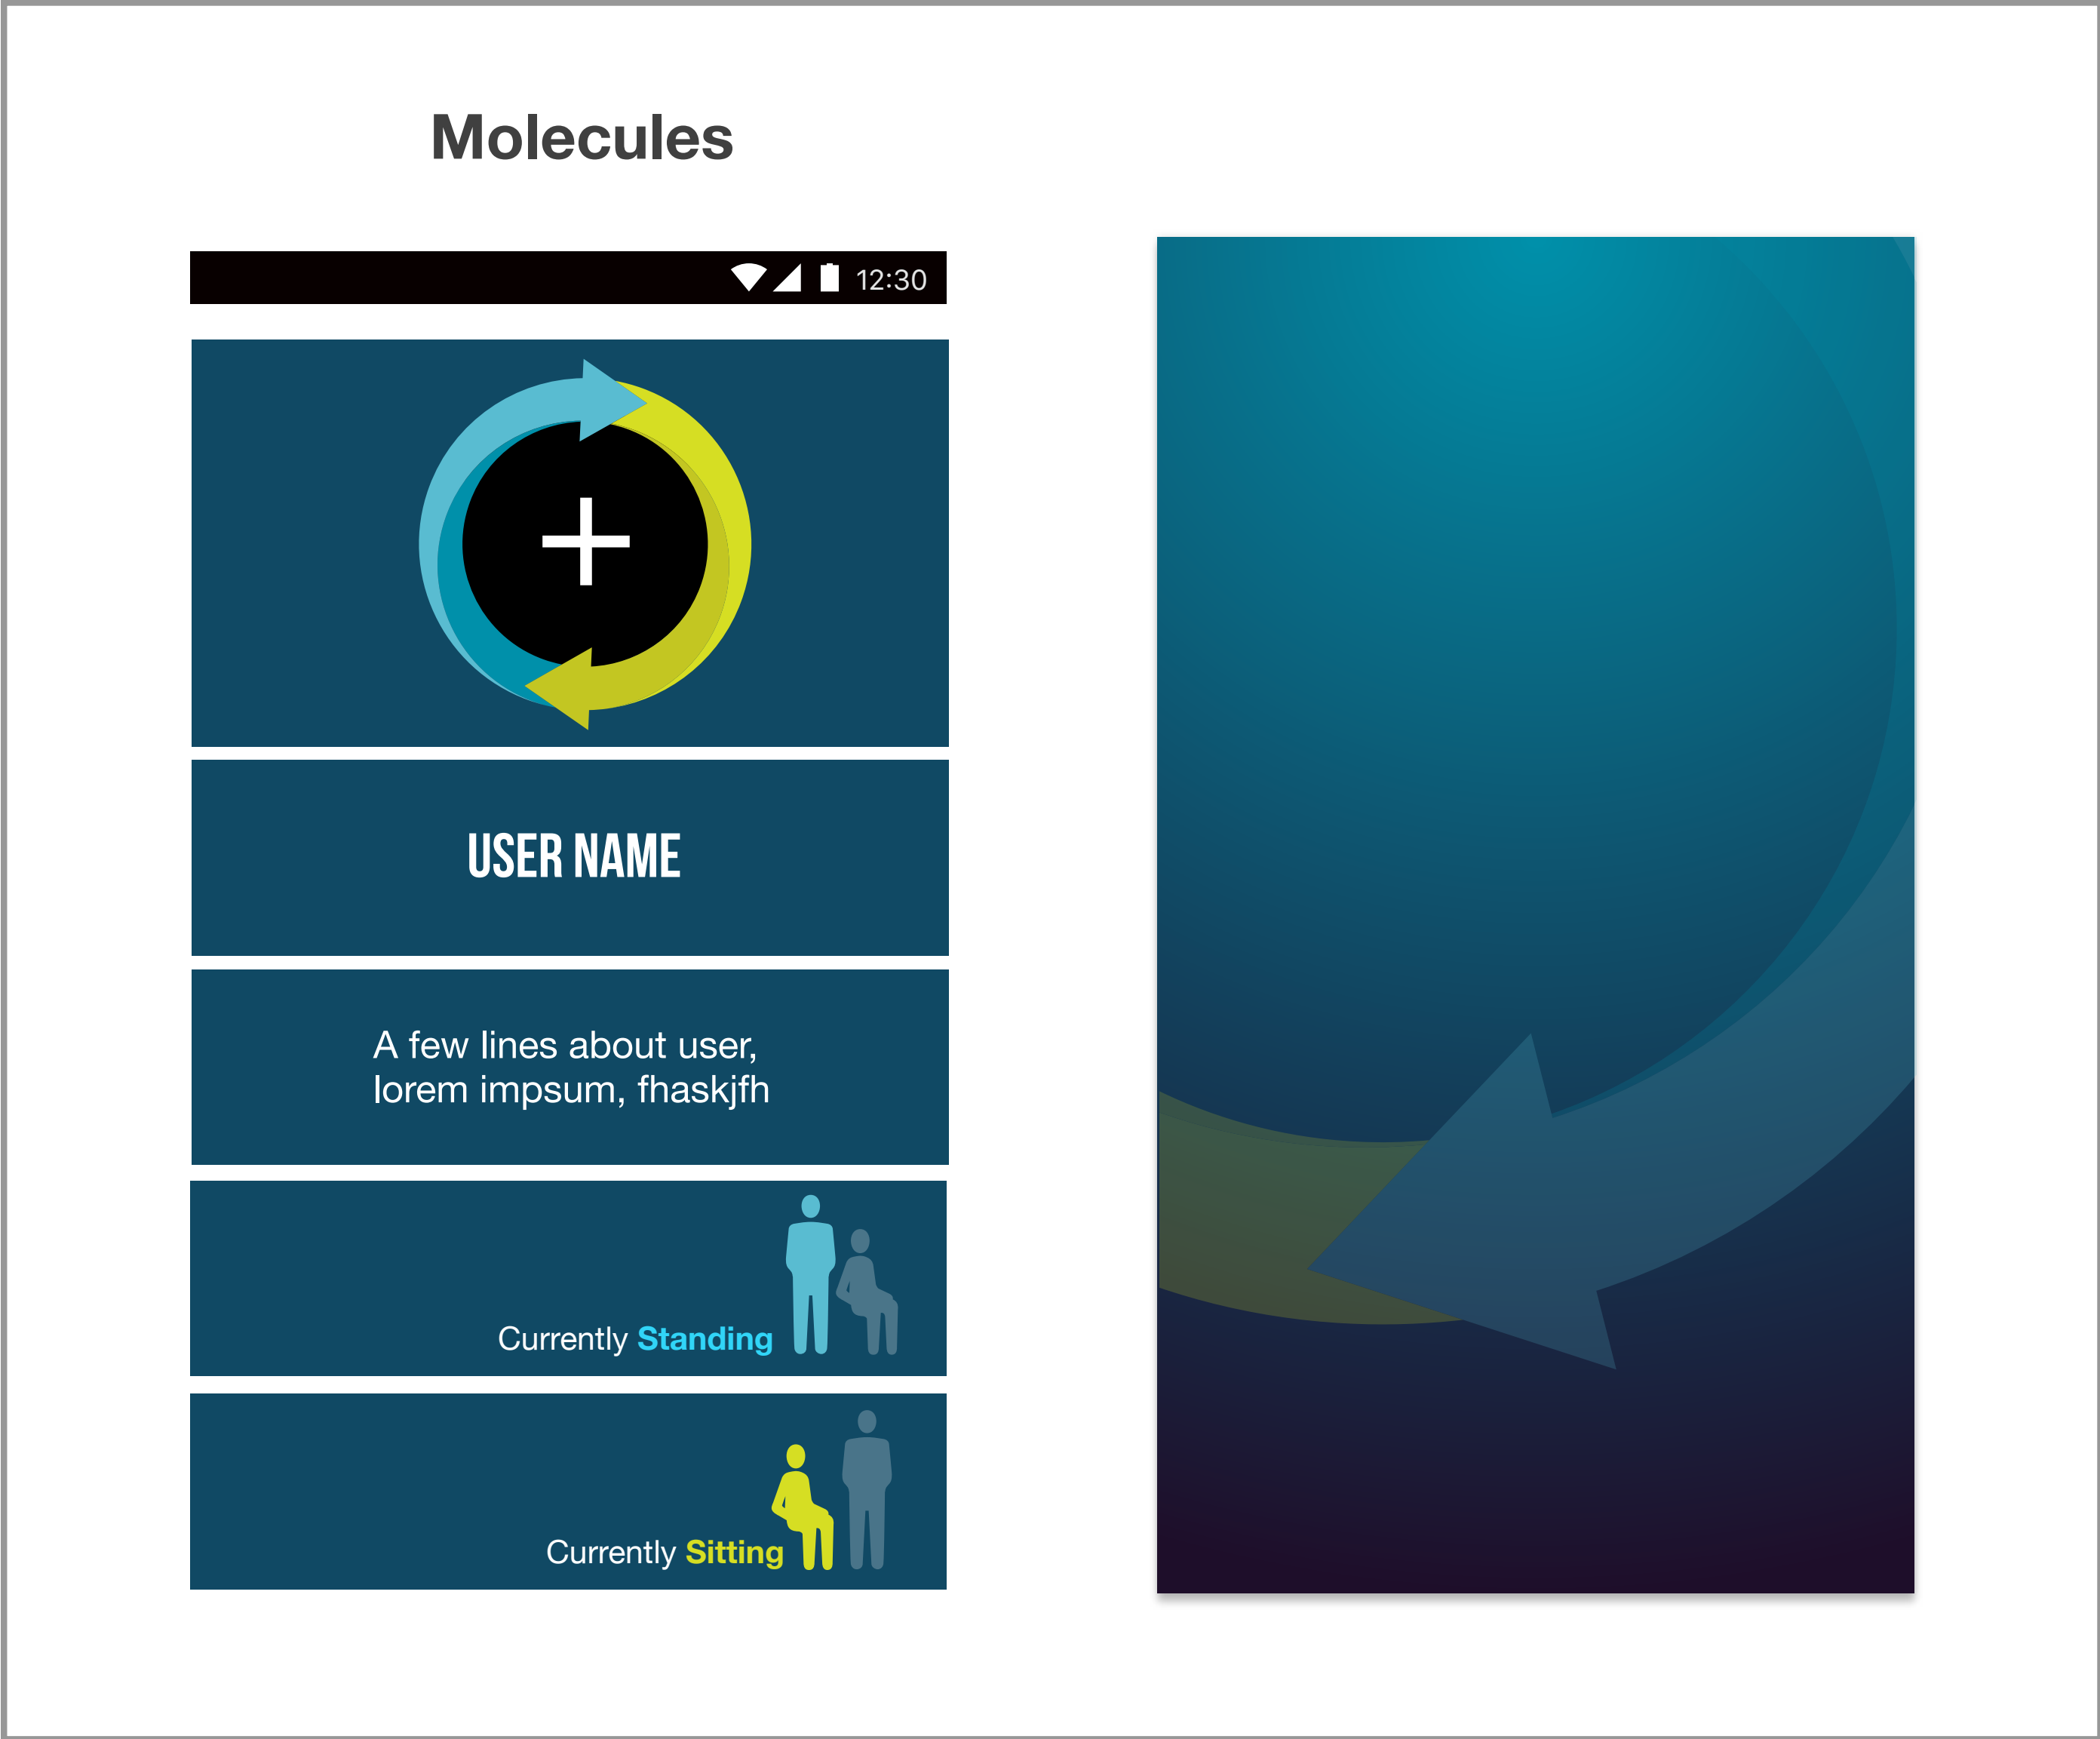 Molecules
12:30
USER NAME
A few lines about user,
lorem impsum, fhaskjfh
Currently Standing
Currently Sitting